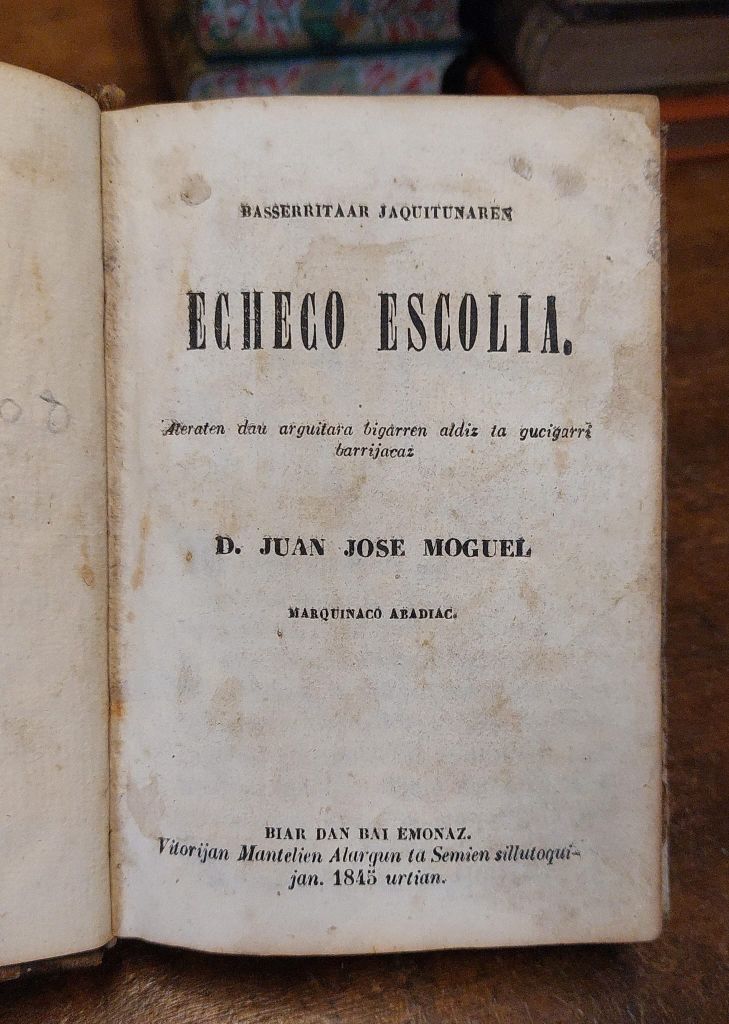 BASSERRITAAR JAQUITUNAREN
ECHECO ESCOLIA.
Ateraten dau arguitara bigarren aldiz ta gucigarri
barrijacaz
D. JUAN JOSE MOGUEL
MARQUINACO ABADIAC.
BIAR DAN BAI EMONAZ.
Vitorijan Mantelien Alargun ta Semien sillutoqui-
jan. 1845 urtian.